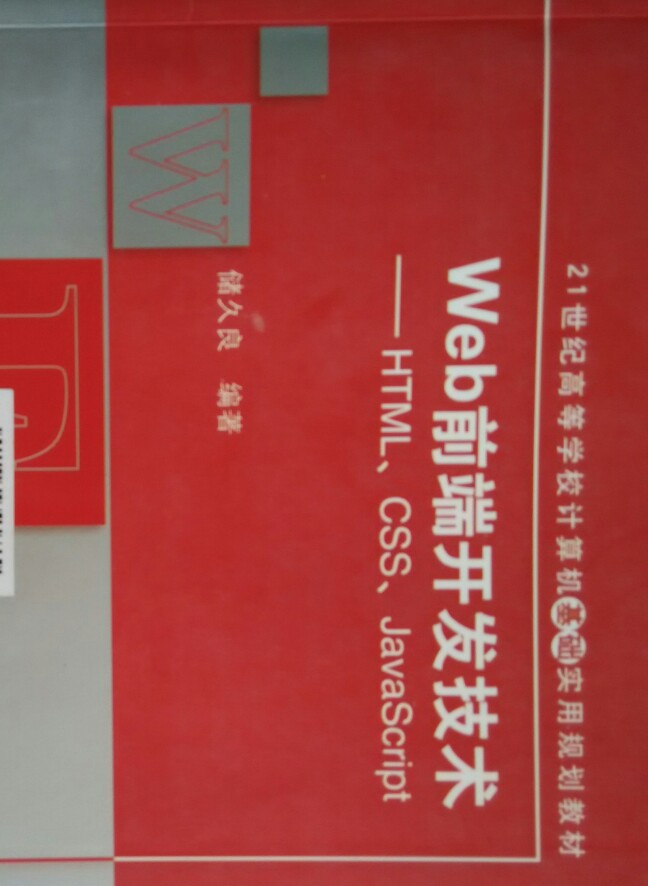 21世纪高等学校计算机基础实用规划教材
Web前端开发技术
——HTML、CSS、JavaScript
储久良 编著
W
E